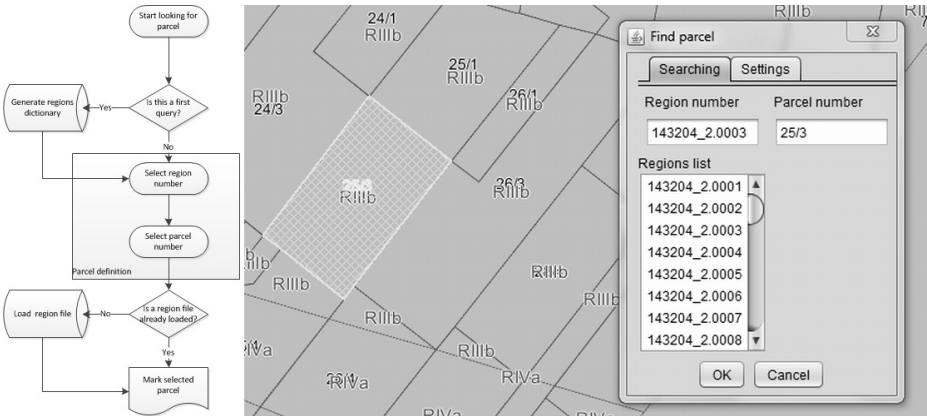 Start looking for
parcel
Is this a first
query?
Yes
Generate regions
dictionary
No
Select region
number
Select parcel
number
Parcel definition
Is a region file
already loaded?
No
Load region file
Yes
Mark selected
parcel
24/1
RIIIb
RIIIb
RIIIb
24/3
25/1
RIIIb
26/1
RIIIb
RIIIb
26/3
RIIIb
RIIIb
RIIIb
RIIIb
RIIIb
RIIIb
RIVa
RIVa
RIVa
Find parcel
Searching
Settings
Region number
Parcel number
143204_2.0003
25/3
Regions list
143204_2.0001
143204_2.0002
143204_2.0003
143204_2.0004
143204_2.0005
143204_2.0006
143204_2.0007
143204_2.0008
OK
Cancel